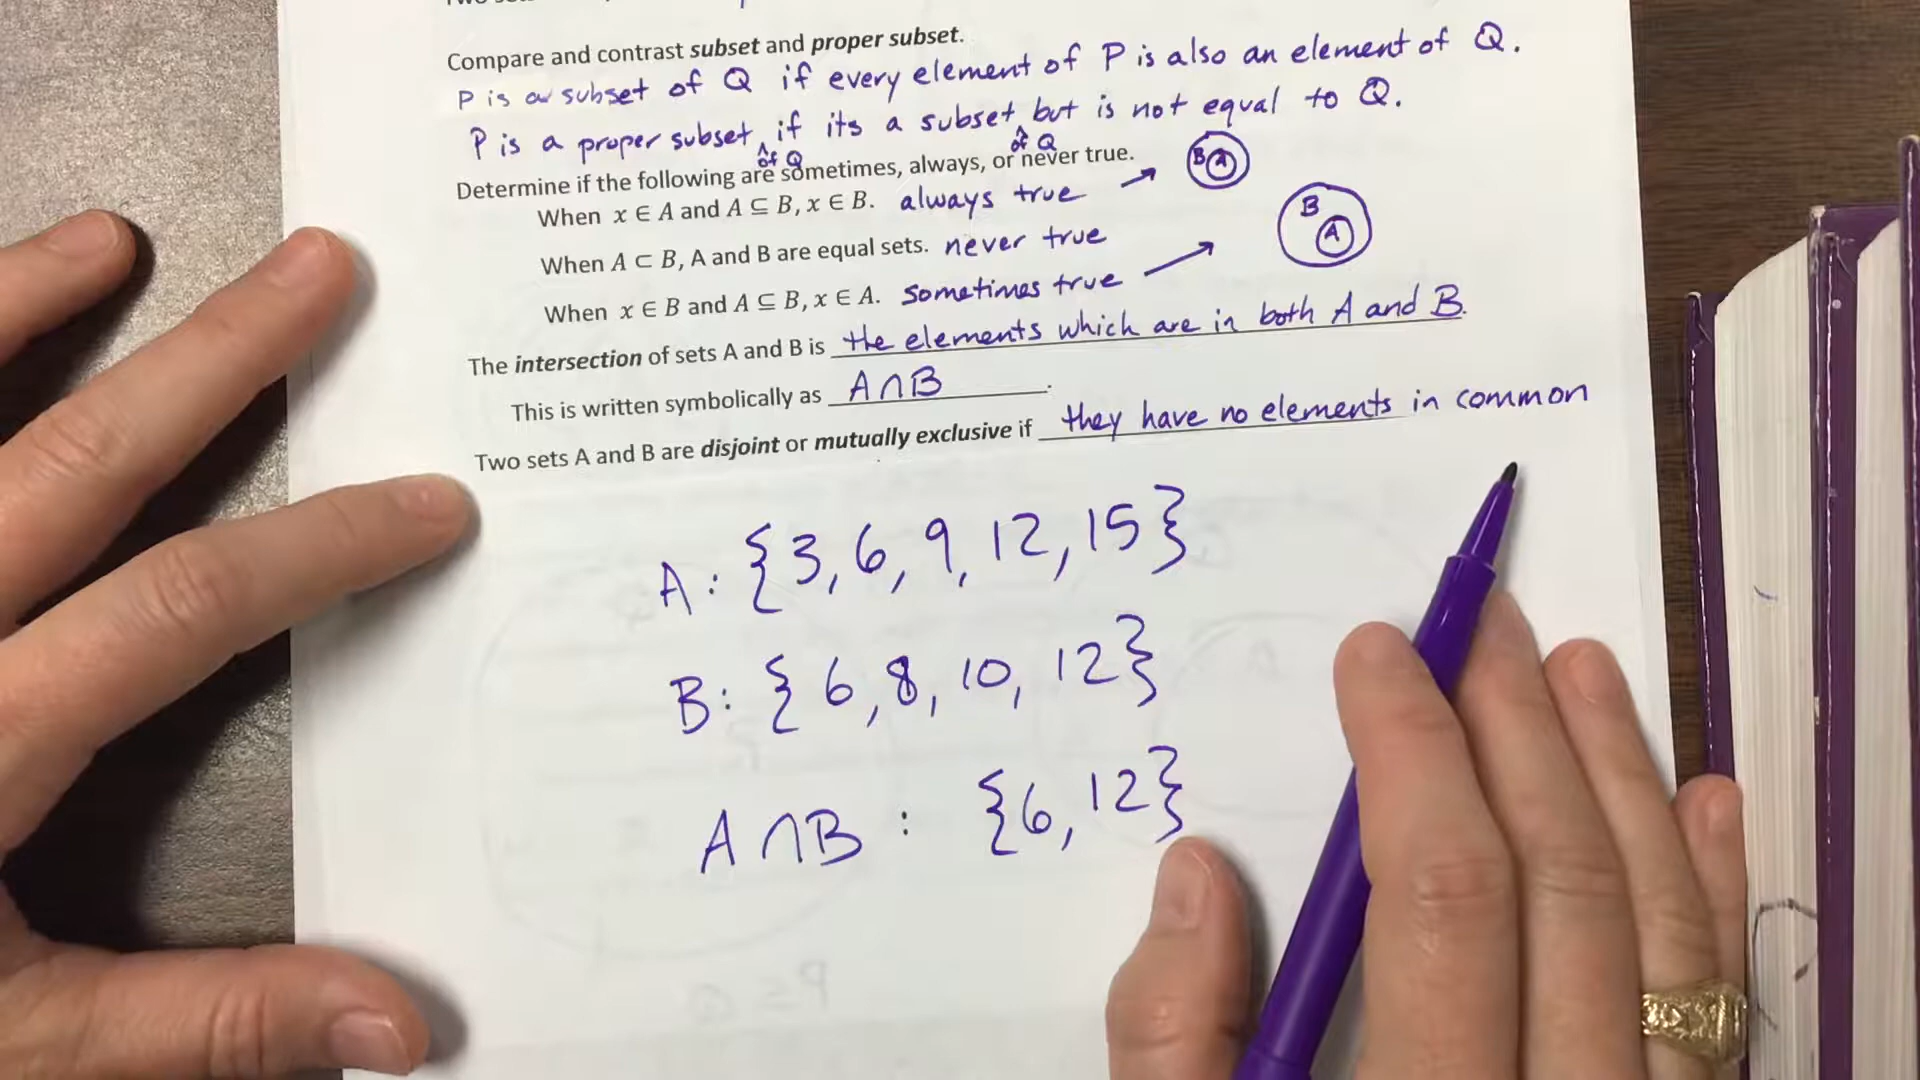 Compare and contrast subset and proper subset.
P is a subset of Q if every element of P is also an element of Q.
P is a proper subset if its a subset but is not equal to Q.
^ of Q ^ of Q
Determine if the following are sometimes, always, or never true.
When x ∈ A and A ⊆ B, x ∈ B. always true → B A
When A ⊂ B, A and B are equal sets. never true
When x ∈ B and A ⊆ B, x ∈ A. sometimes true → B A
The intersection of sets A and B is the elements which are in both A and B.
This is written symbolically as A∩B.
Two sets A and B are disjoint or mutually exclusive if they have no elements in common
A: {3, 6, 9, 12, 15}
B: {6, 8, 10, 12}
A∩B : {6, 12}